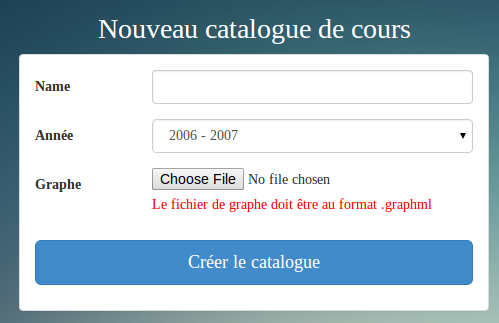 Nouveau catalogue de cours
Name
Année
2006 - 2007
Graphe
Choose File No file chosen
Le fichier de graphe doit être au format .graphml
Créer le catalogue